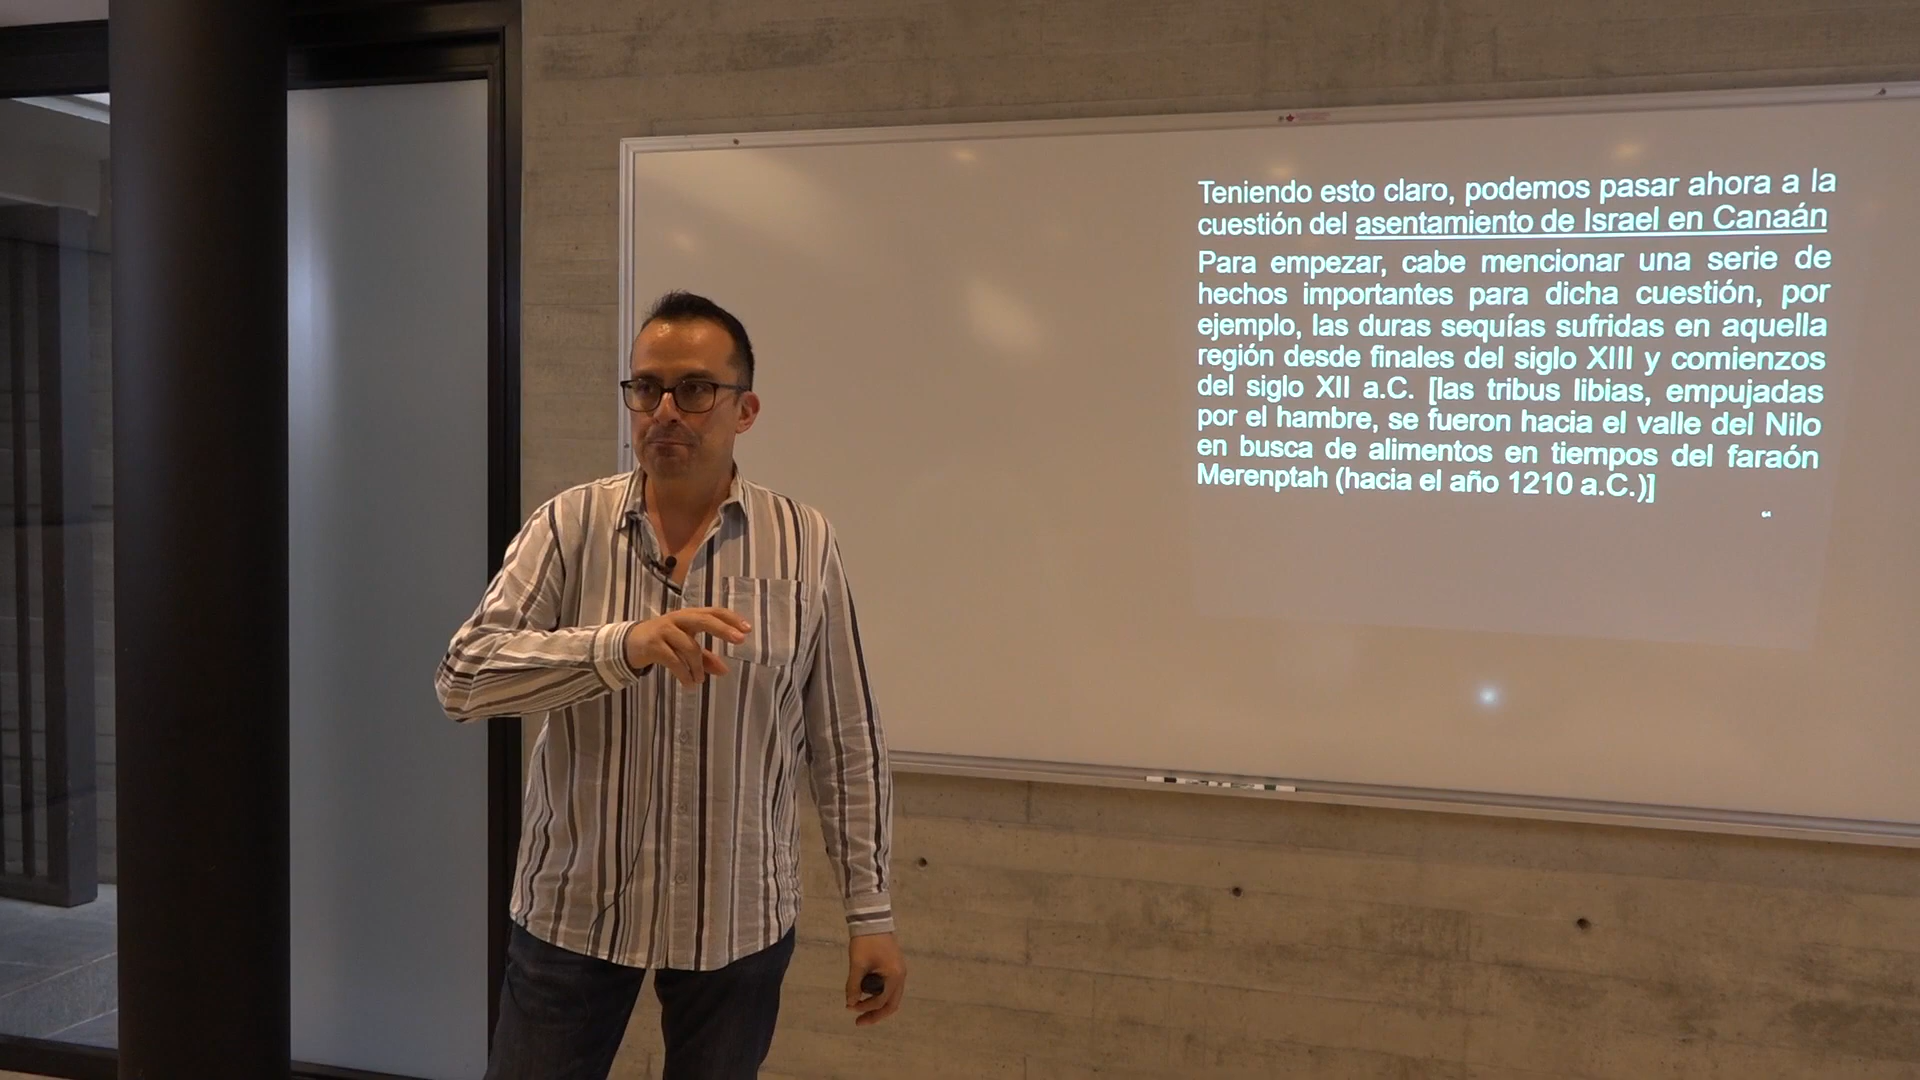 Teniendo esto claro, podemos pasar ahora a la
cuestión del asentamiento de Israel en Canaán
Para empezar, cabe mencionar una serie de
hechos importantes para dicha cuestión, por
ejemplo, las duras sequías sufridas en aquella
región desde finales del siglo XIII y comienzos
del siglo XII a.C. [las tribus libias, empujadas
por el hambre, se fueron hacia el valle del Nilo
en busca de alimentos en tiempos del faraón
Merenptah (hacia el año 1210 a.C.)]